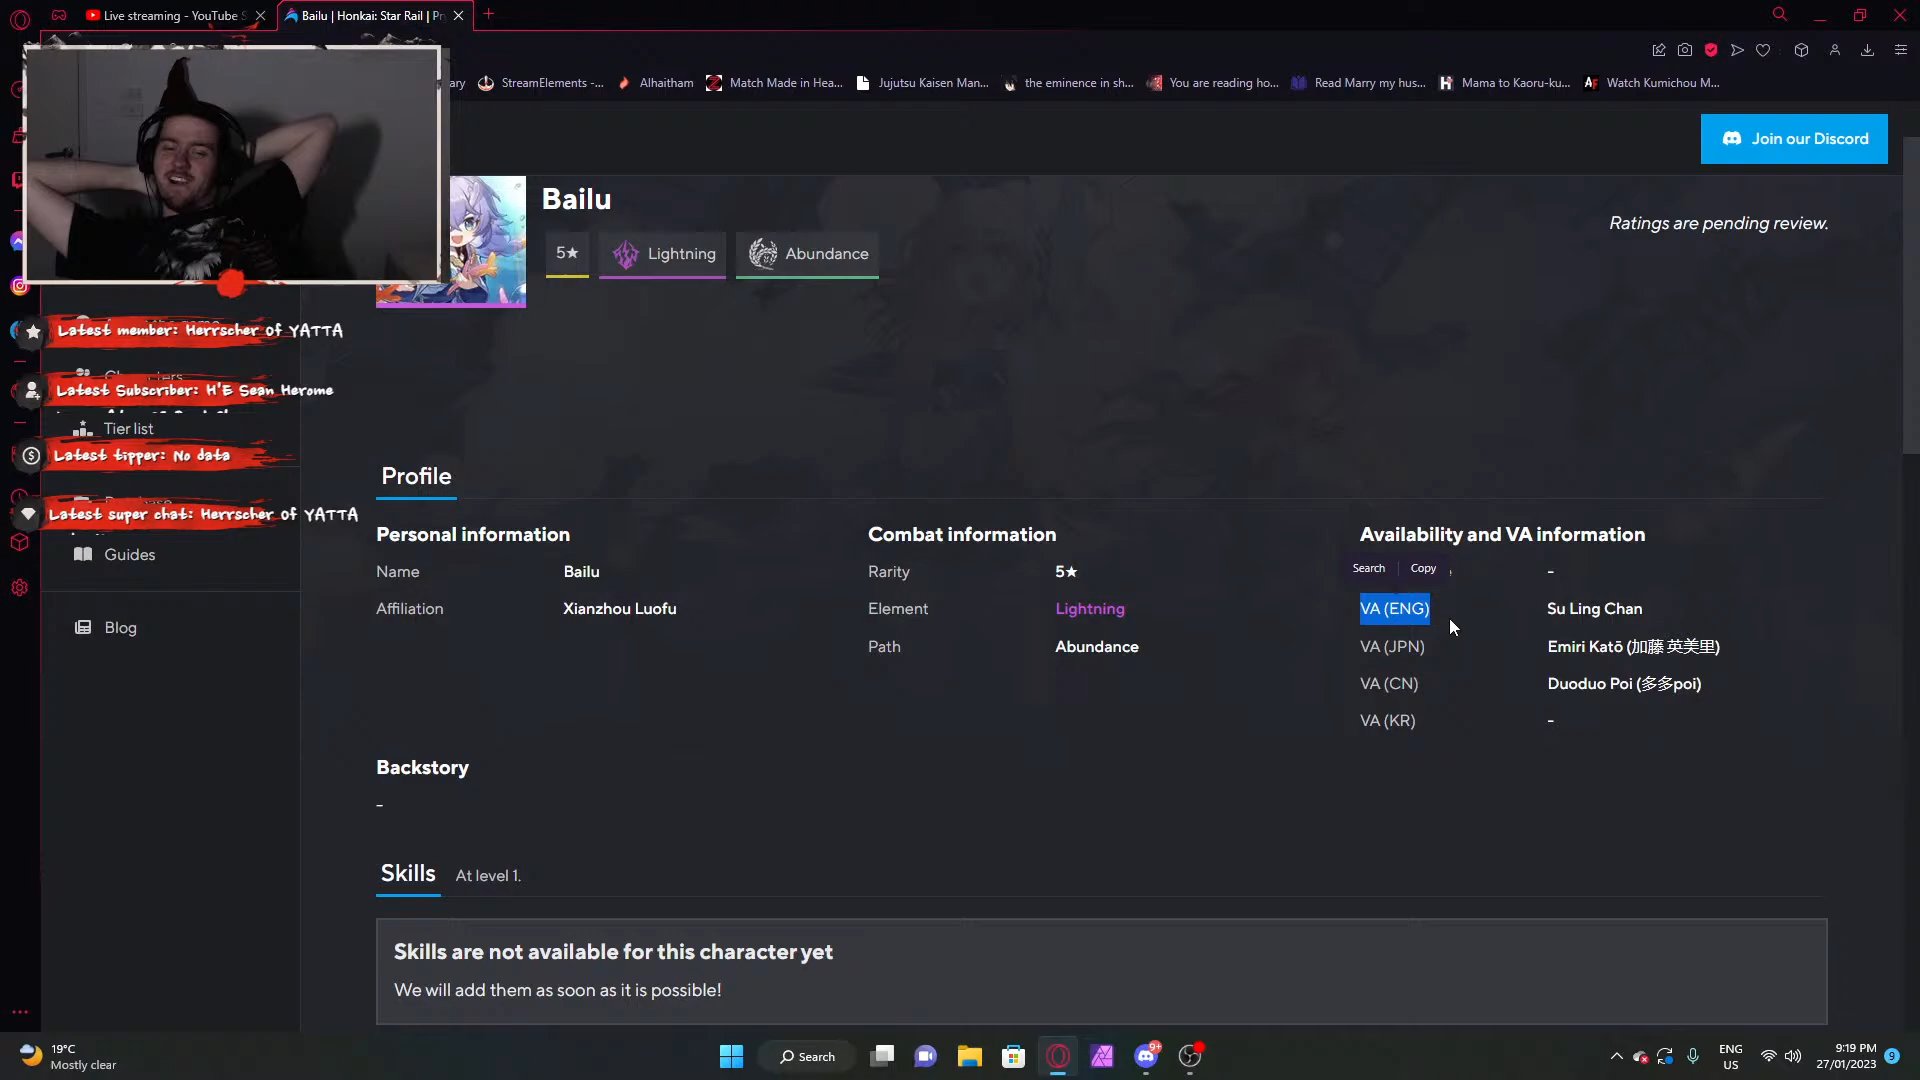 Live streaming - YouTube S
Bailu | Honkai: Star Rail | Pry
ary
StreamElements -...
Alhaitham
Match Made in Hea...
Jujutsu Kaisen Man...
the eminence in sh...
You are reading ho...
Read Marry my hus...
Mama to Kaoru-ku...
Watch Kumichou M...
Join our Discord
Bailu
Ratings are pending review.
5★
Lightning
Abundance
Latest member: Herrscher of YATTA
Characters
Latest Subscriber: H'E Sean Herome
Tier list
Latest tipper: No data
Latest super chat: Herrscher of YATTA
Guides
Blog
Profile
Personal information
Name Bailu
Affiliation Xianzhou Luofu
Combat information
Rarity 5★
Element Lightning
Path Abundance
Availability and VA information
Search Copy
-
VA (ENG) Su Ling Chan
VA (JPN) Emiri Katō (加藤 英美里)
VA (CN) Duoduo Poi (多多poi)
VA (KR) -
Backstory
-
Skills At level 1.
Skills are not available for this character yet
We will add them as soon as it is possible!
19°C
Mostly clear
Search
9+
ENG
US
9:19 PM
27/01/2023
9